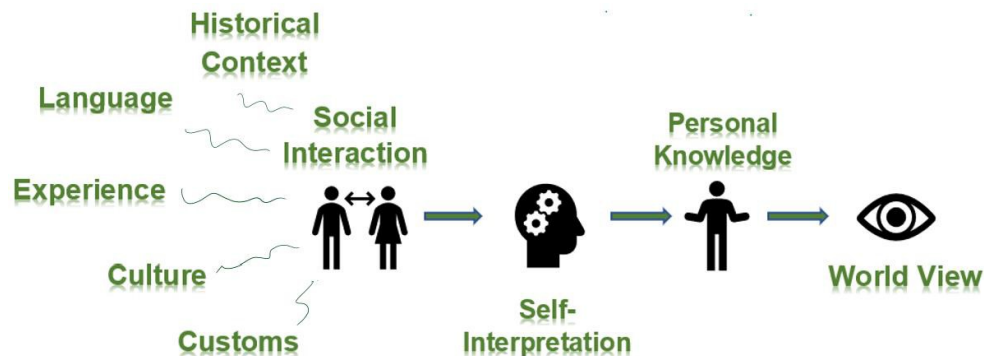 Historical
Context
Language
Social
Interaction
Personal
Knowledge
Experience
Culture
World View
Self-
Interpretation
Customs